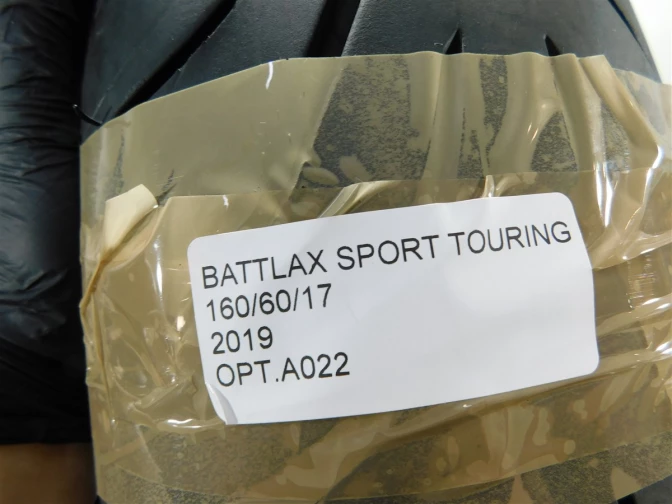 BATTLAX SPORT TOURING
160/60/17
2019
OPT.A022